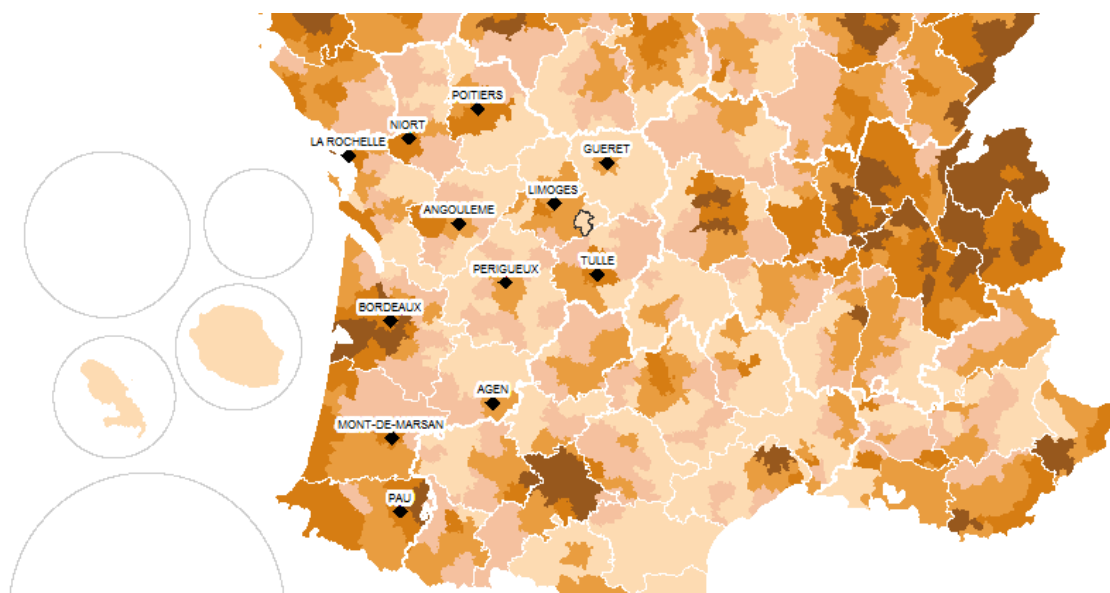 POITIERS
NIORT
LA ROCHELLE
GUERET
LIMOGES
ANGOULEME
TULLE
PERIGUEUX
BORDEAUX
AGEN
MONT-DE-MARSAN
PAU